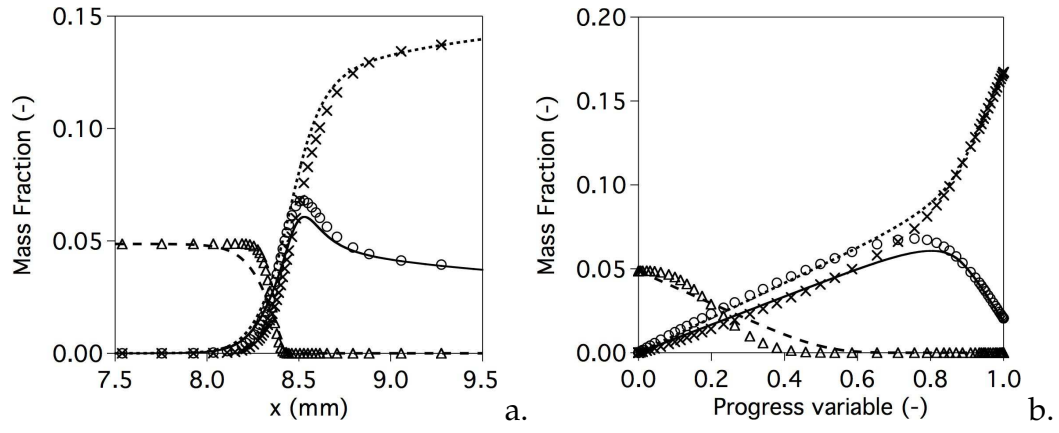 0.15
0.10
0.05
0.00
Mass Fraction (-)
7.5 8.0 8.5 9.0 9.5
x (mm)
a.
0.20
0.15
0.10
0.05
0.00
Mass Fraction (-)
0.0 0.2 0.4 0.6 0.8 1.0
Progress variable (-)
b.